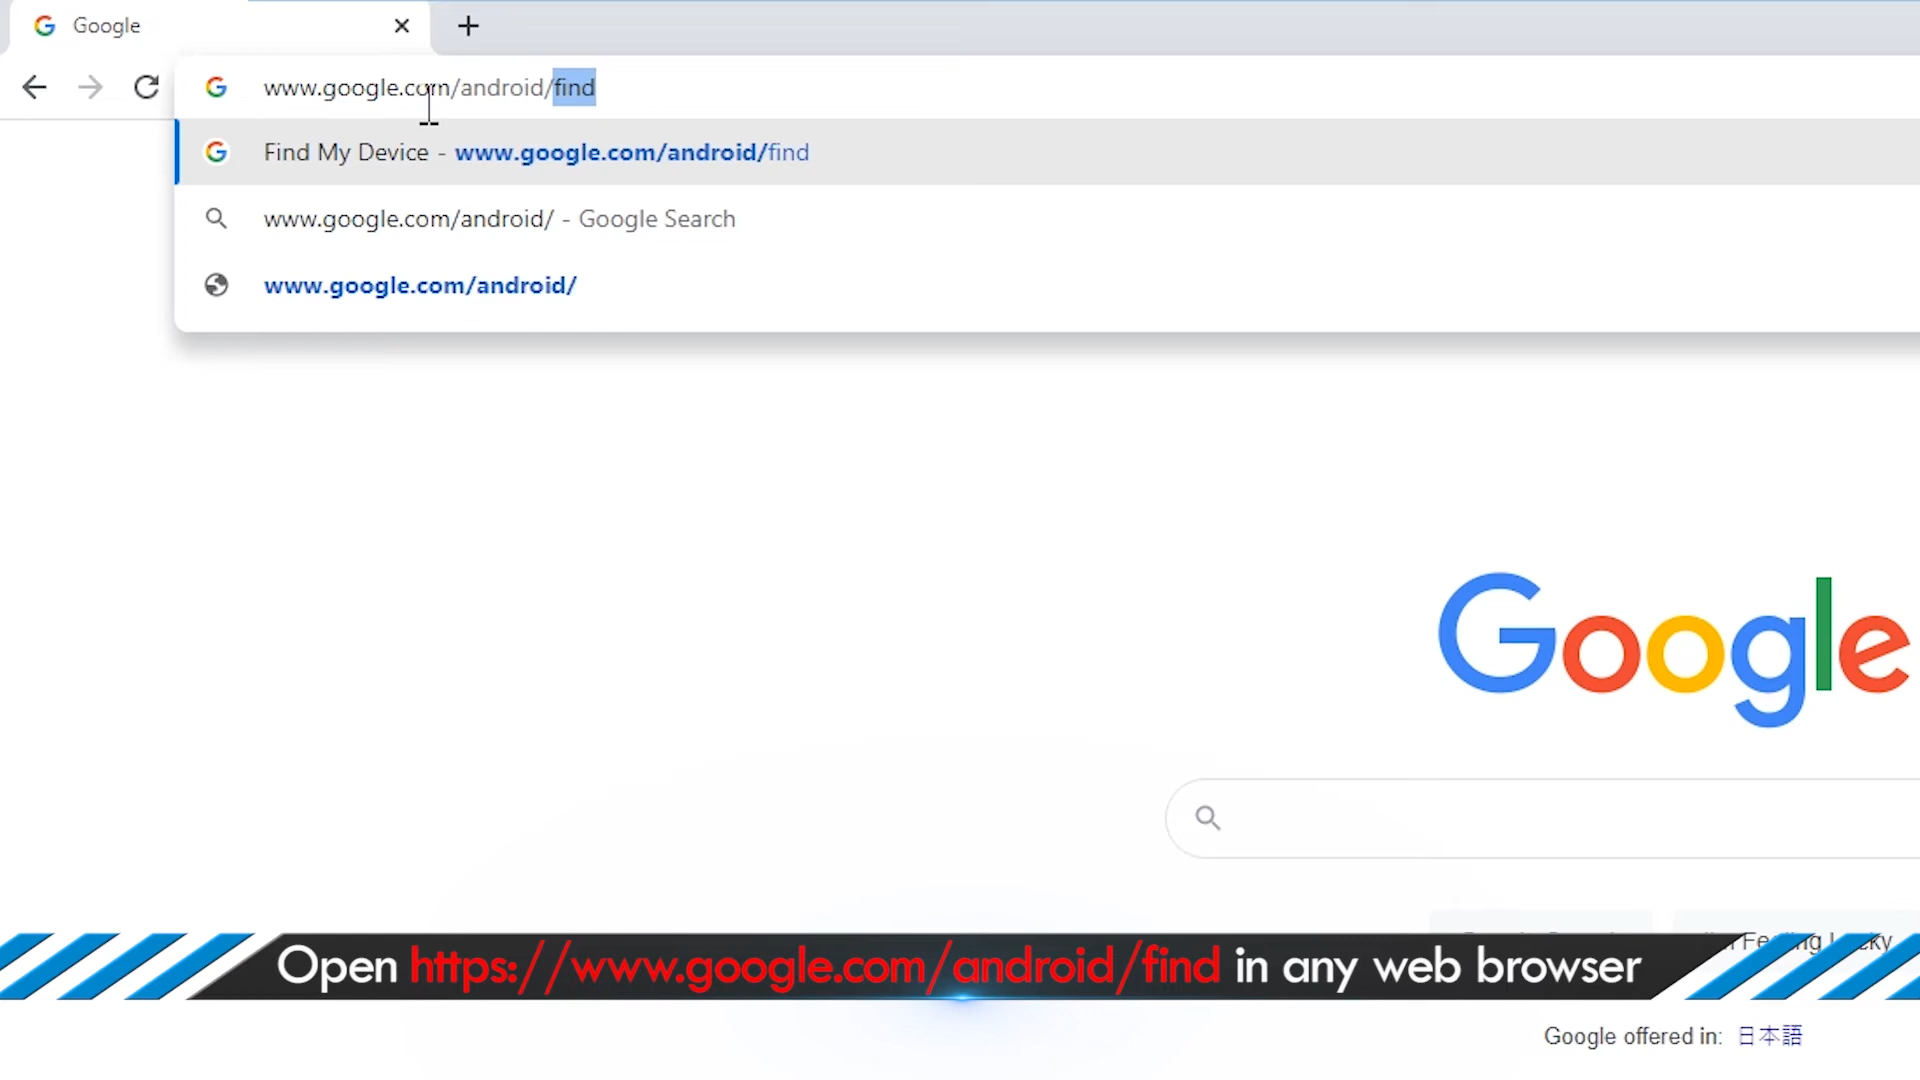 Google
www.google.com/android/find
Find My Device - www.google.com/android/find
www.google.com/android/ - Google Search
www.google.com/android/
Google
Feeling Lucky
Open https://www.google.com/android/find in any web browser
Google offered in: 日本語